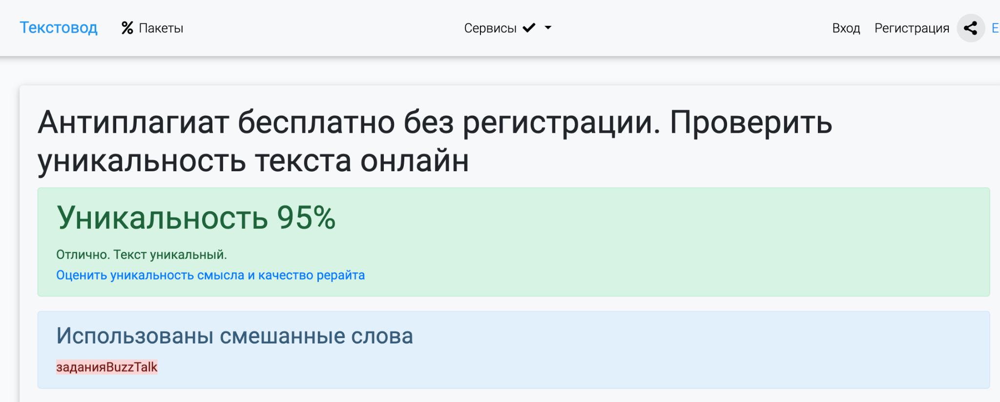 Текстовод
Пакеты
Сервисы
Вход
Регистрация
Антиплагиат бесплатно без регистрации. Проверить
уникальность текста онлайн
Уникальность 95%
Отлично. Текст уникальный.
Оценить уникальность смысла и качество рерайта
Использованы смешанные слова
заданияBuzzTalk